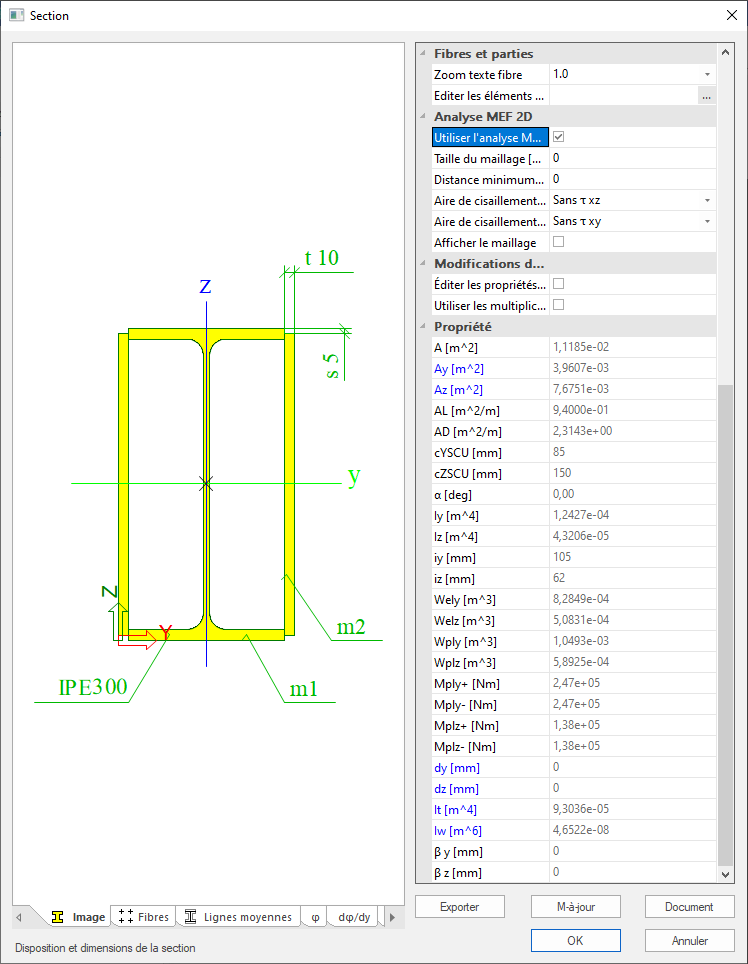 Section
t 10
Z
s 5
y
Z
Y
m2
IPE300
m1
Image
Fibres
Lignes moyennes
φ
dφ/dy
Disposition et dimensions de la section
Fibres et parties
Zoom texte fibre 1.0
Editer les éléments ... ...
Analyse MEF 2D
Utiliser l'analyse M...
Taille du maillage [... 0
Distance minimum... 0
Aire de cisaillement... Sans τ xz
Aire de cisaillement... Sans τ xy
Afficher le maillage
Modifications d...
Éditer les propriétés...
Utiliser les multiplic...
Propriété
A [m^2] 1,1185e-02
Ay [m^2] 3,9607e-03
Az [m^2] 7,6751e-03
AL [m^2/m] 9,4000e-01
AD [m^2/m] 2,3143e+00
cYSCU [mm] 85
cZSCU [mm] 150
α [deg] 0,00
Iy [m^4] 1,2427e-04
Iz [m^4] 4,3206e-05
iy [mm] 105
iz [mm] 62
Wely [m^3] 8,2849e-04
Welz [m^3] 5,0831e-04
Wply [m^3] 1,0493e-03
Wplz [m^3] 5,8925e-04
Mply+ [Nm] 2,47e+05
Mply- [Nm] 2,47e+05
Mplz+ [Nm] 1,38e+05
Mplz- [Nm] 1,38e+05
dy [mm] 0
dz [mm] 0
It [m^4] 9,3036e-05
Iw [m^6] 4,6522e-08
β y [mm] 0
β z [mm] 0
Exporter
M-à-jour
Document
OK
Annuler